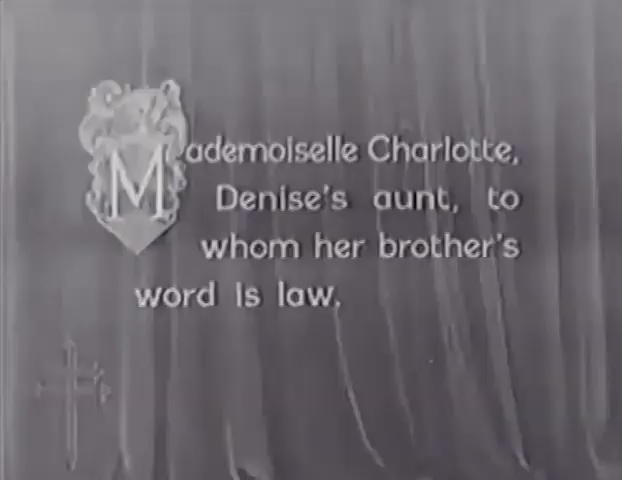 Mademoiselle Charlotte,
Denise's aunt, to
whom her brother's
word is law.